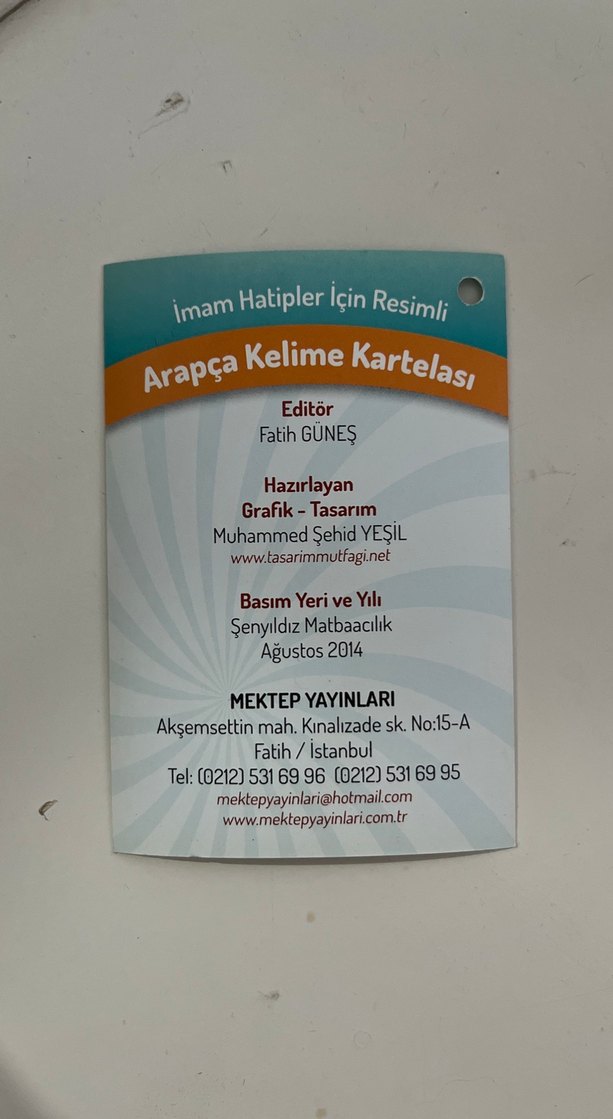 İmam Hatipler İçin Resimli
Arapça Kelime Kartelası
Editör
Fatih GÜNEŞ
Hazırlayan
Grafik - Tasarım
Muhammed Şehid YEŞİL
www.tasarimmutfagi.net
Basım Yeri ve Yılı
Şenyıldız Matbaacılık
Ağustos 2014
MEKTEP YAYINLARI
Akşemsettin mah. Kınalızade sk. No:15-A
Fatih / İstanbul
Tel: (0212) 531 69 96 (0212) 531 69 95
mektepyayinlari@hotmail.com
www.mektepyayinlari.com.tr